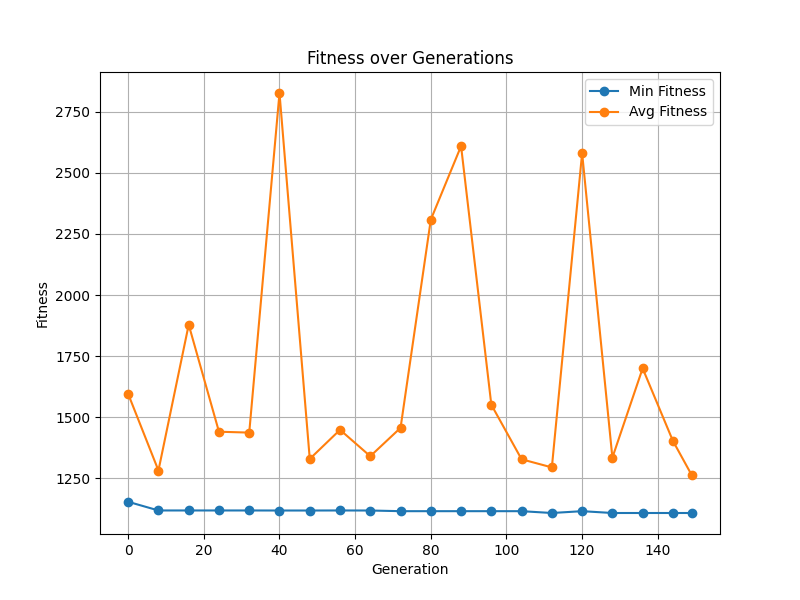 Fitness over Generations
Min Fitness
Avg Fitness
2750
2500
2250
2000
1750
1500
1250
Fitness
0 20 40 60 80 100 120 140
Generation